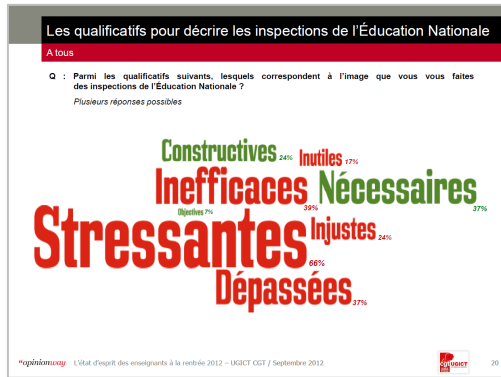 Les qualificatifs pour décrire les inspections de l'Éducation Nationale
A tous
Q : Parmi les qualificatifs suivants, lesquels correspondent à l'image que vous vous faites
des inspections de l'Éducation Nationale ?
Plusieurs réponses possibles
Constructives 24% Inutiles 17%
Inefficaces 39% Nécessaires 37%
Objectives 7%
Stressantes 66% Injustes 24%
Dépassées 37%
"opinionway L'état d'esprit des enseignants à la rentrée 2012 – UGICT CGT / Septembre 2012
cgt UGICT
20